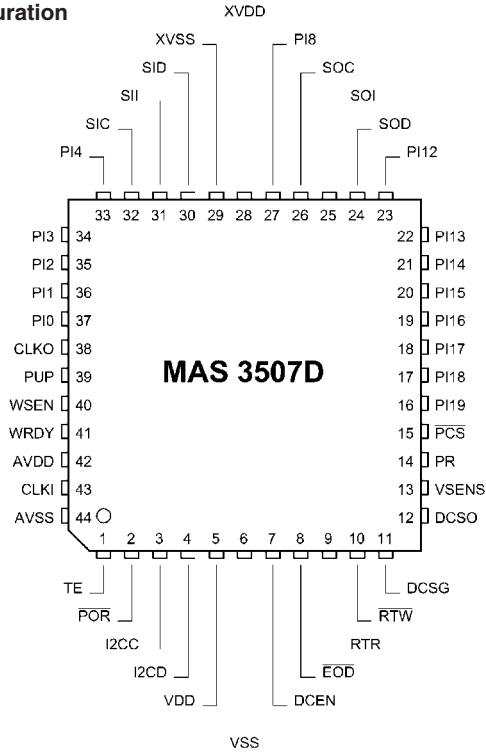 uration
XVDD
XVSS
PI8
SID
SOC
SII
SOI
SIC
SOD
PI4
PI12
33 32 31 30 29 28 27 26 25 24 23
PI3 34
22 PI13
PI2 35
21 PI14
PI1 36
20 PI15
PI0 37
19 PI16
CLKO 38
18 PI17
MAS 3507D
PUP 39
17 PI18
WSEN 40
16 PI19
WRDY 41
15 PCS
AVDD 42
14 PR
CLKI 43
13 VSENS
AVSS 44
12 DCSO
1 2 3 4 5 6 7 8 9 10 11
TE
DCSG
POR
RTW
I2CC
RTR
I2CD
EOD
VDD
DCEN
VSS